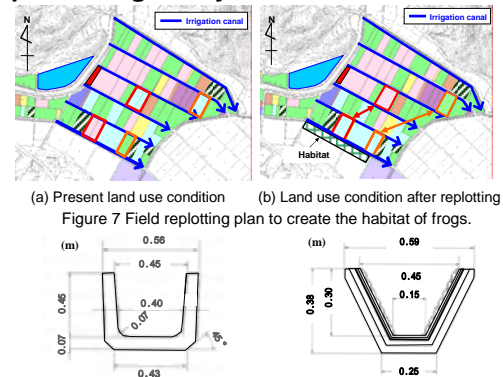 N
Irrigation canal
N
Irrigation canal
Habitat
(a) Present land use condition
(b) Land use condition after replotting
Figure 7 Field replotting plan to create the habitat of frogs.
(m)
0.56
0.45
0.45
0.40
0.07
0.07
45°
0.43
(m)
0.59
0.45
0.15
0.38
0.30
0.25